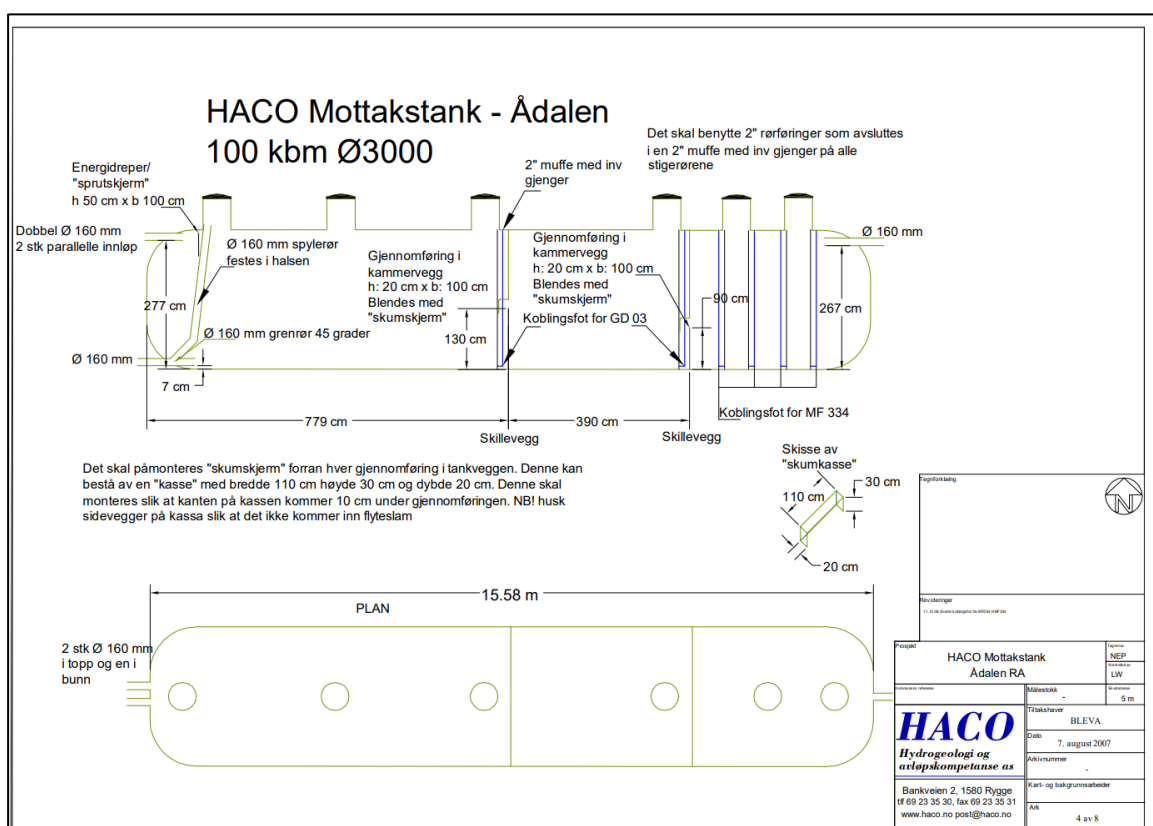 HACO Mottakstank - Ådalen
100 kbm Ø3000
Det skal benytte 2" rørføringer som avsluttes
i en 2" muffe med inv gjenger på alle
stigerørene
Energidreper/
"sprutskjerm"
h 50 cm x b 100 cm
2" muffe med inv
gjenger
Dobbel Ø 160 mm
2 stk parallelle innløp
Ø 160 mm spylerør
festes i halsen
Gjennomføring i
kammervegg
h: 20 cm x b: 100 cm
Blendes med
"skumskjerm"
Gjennomføring i
kammervegg
h: 20 cm x b: 100 cm
Blendes med
"skumskjerm"
Ø 160 mm
277 cm
90 cm
267 cm
Ø 160 mm grenrør 45 grader
130 cm
Koblingsfot for GD 03
Ø 160 mm
7 cm
Koblingsfot for MF 334
779 cm
390 cm
Skillevegg
Skillevegg
Det skal påmonteres "skumskjerm" forran hver gjennomføring i tankveggen. Denne kan
bestå av en "kasse" med bredde 110 cm høyde 30 cm og dybde 20 cm. Denne skal
monteres slik at kanten på kassen kommer 10 cm under gjennomføringen. NB! husk
sidevegger på kassa slik at det ikke kommer inn flyteslam
Skisse av
"skumkasse"
30 cm
110 cm
20 cm
15.58 m
PLAN
2 stk Ø 160 mm
i topp og en i
bunn
Tegnforklaring
N
Revideringer
Prosjekt
HACO Mottakstank
Ådalen RA
NEP
LW
Målestokk
-
5 m
Tiltakshaver
BLEVA
Dato
7. august 2007
Arkivnummer
-
Kart- og bakgrunnsarbeider
Ark
4 av 8
HACO
Hydrogeologi og
avløpskompetanse as
Bankveien 2, 1580 Rygge
tlf 69 23 35 30, fax 69 23 35 31
www.haco.no post@haco.no